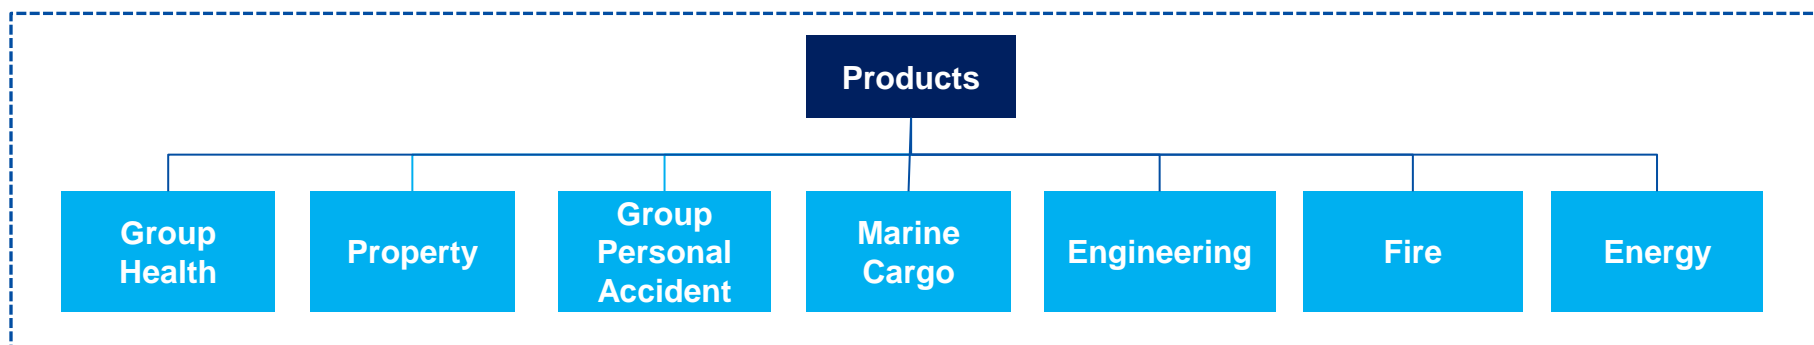 Products
Group
Health
Property
Group
Personal
Accident
Marine
Cargo
Engineering
Fire
Energy